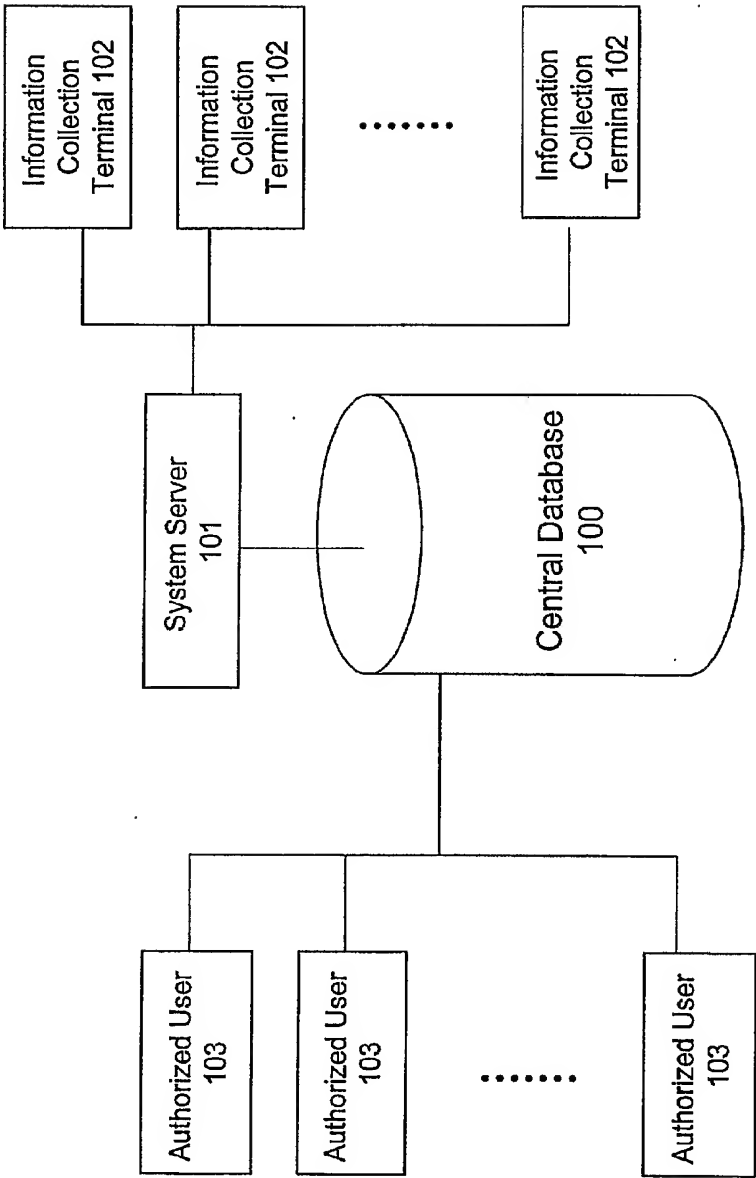 Information
Collection
Terminal 102
Information
Collection
Terminal 102
Information
Collection
Terminal 102
System Server
101
Central Database
100
Authorized User
103
Authorized User
103
Authorized User
103